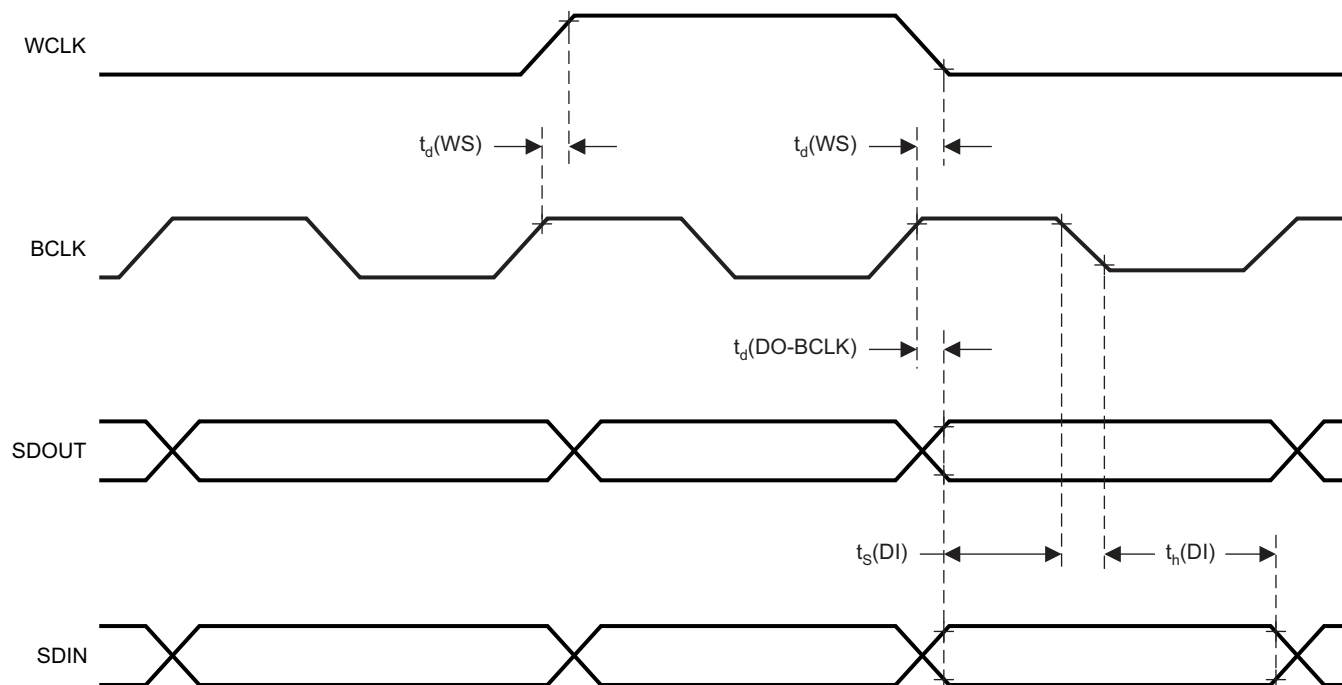 WCLK
td(WS) td(WS)
BCLK
td(DO-BCLK)
SDOUT
tS(DI) th(DI)
SDIN